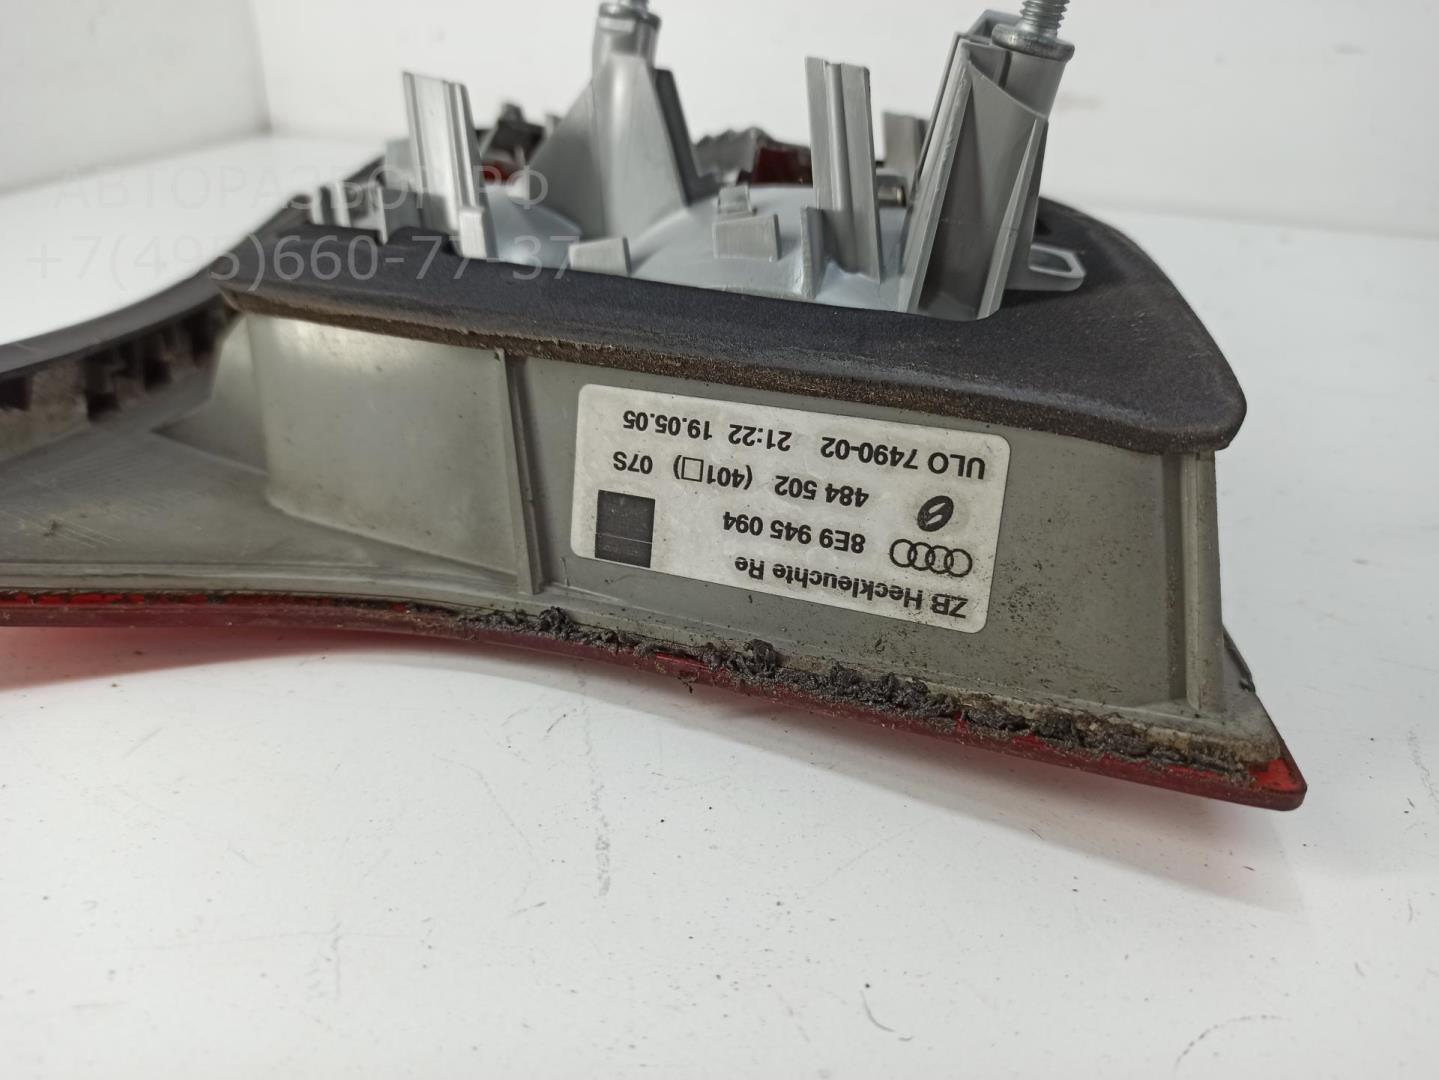 АВТОРАЗБОР.РФ
+7(495)660-77-37
ZB Heckleuchte Re
8E9 945 094
484 502 (401□) 07S
ULO 7490-02 21:22 19.05.05